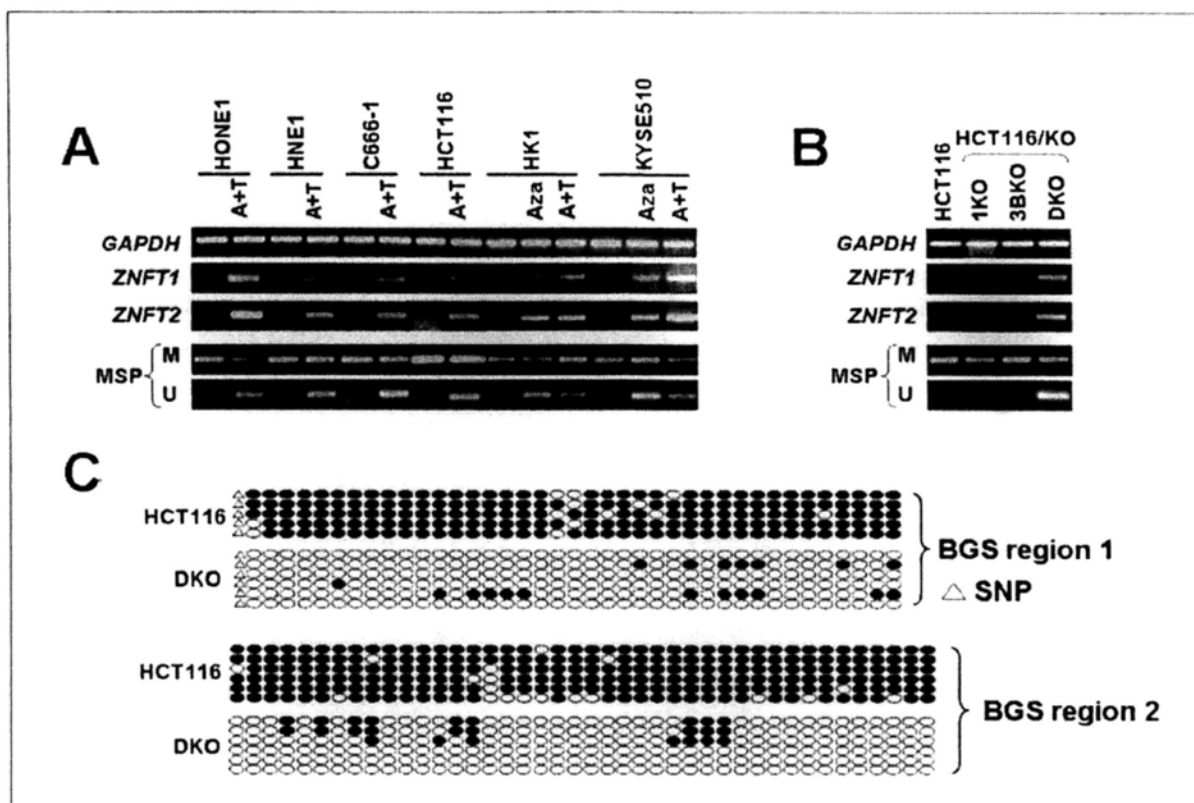 A
HONE1 HNE1 C666-1 HCT116 HK1 KYSE510
A+T A+T A+T A+T Aza A+T Aza A+T
GAPDH
ZNFT1
ZNFT2
MSP
M
U
B
HCT116/KO
HCT116 1KO 3BKO DKO
GAPDH
ZNFT1
ZNFT2
MSP
M
U
C
HCT116
DKO
BGS region 1
△ SNP
HCT116
DKO
BGS region 2